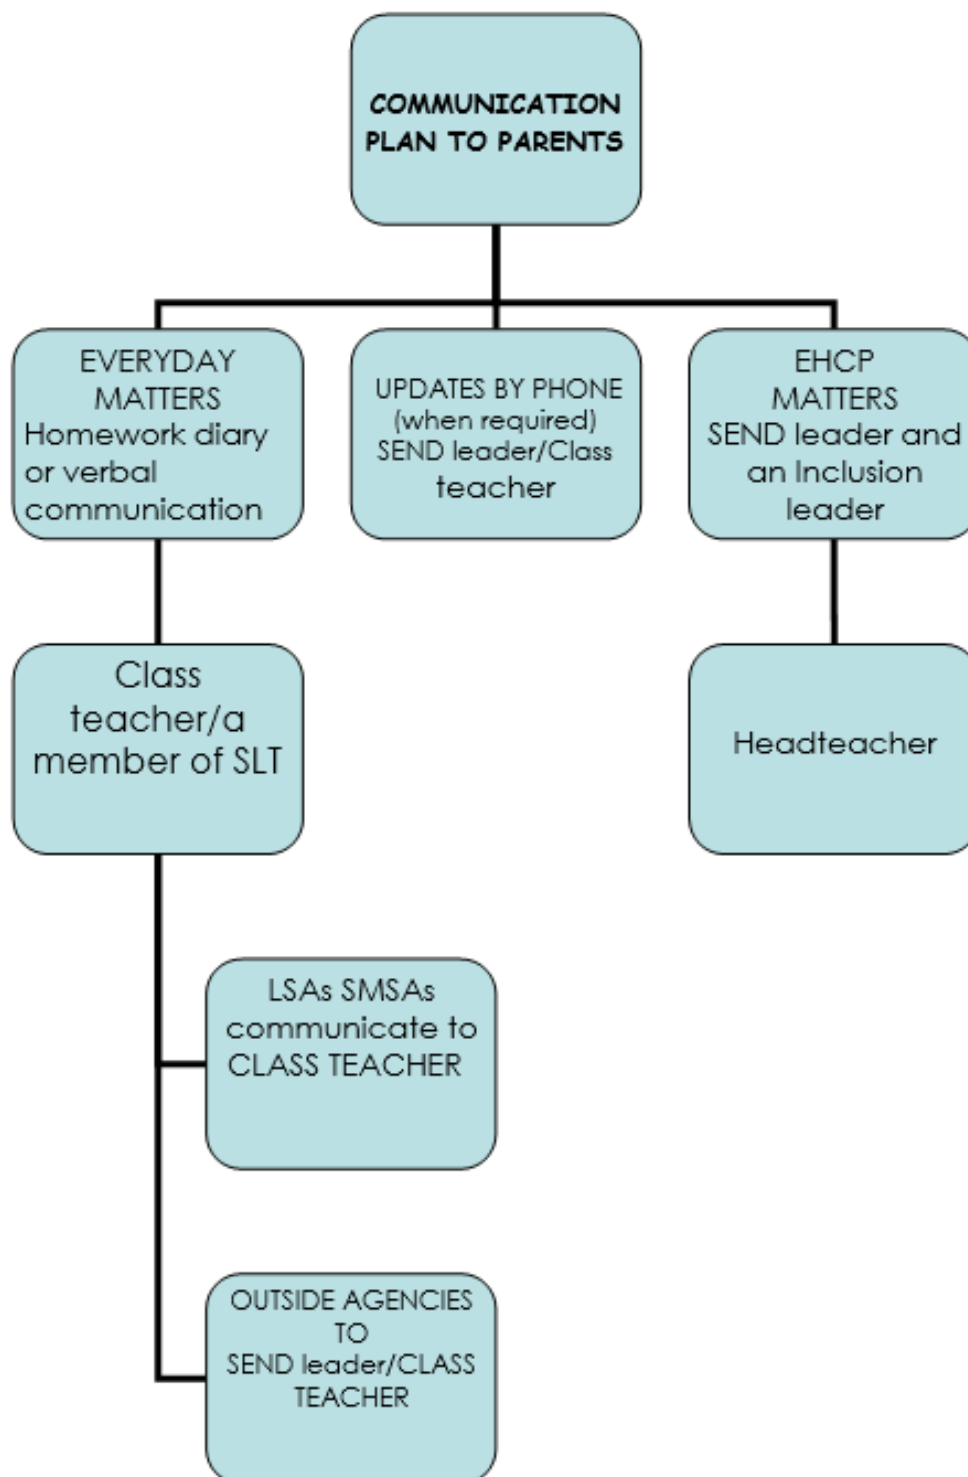 COMMUNICATION
PLAN TO PARENTS
EVERYDAY
MATTERS
Homework diary
or verbal
communication
UPDATES BY PHONE
(when required)
SEND leader/Class
teacher
EHCP
MATTERS
SEND leader and
an Inclusion
leader
Class
teacher/a
member of SLT
Headteacher
LSAs SMSAs
communicate to
CLASS TEACHER
OUTSIDE AGENCIES
TO
SEND leader/CLASS
TEACHER